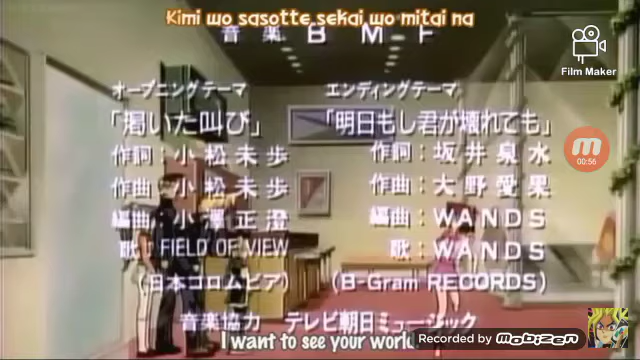 Kimi wo sasotte sekai wo mitai na
音楽 BMF
Film Maker
オープニングテーマ
「渇いた叫び」
作詞：小松未歩
作曲：小松未歩
編曲：小澤正澄
歌：FIELD OF VIEW
（日本コロムビア）
エンディングテーマ
「明日もし君が壊れても」
作詞：坂井泉水
作曲：大野愛果
編曲：WANDS
歌：WANDS
（B-Gram RECORDS）
00:56
音楽協力 テレビ朝日ミュージック
I want to see your world
Recorded by mobizen